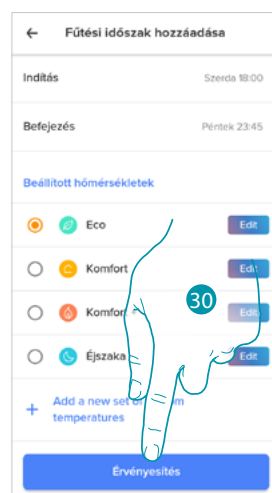 ← Fűtési időszak hozzáadása
Indítás Szerda 18:00
Befejezés Péntek 23:45
Beállított hőmérsékletek
Eco Edit
Komfort Edit
30
Komfort Edit
Éjszaka Edit
+ Add a new set of
temperatures
Érvényesítés